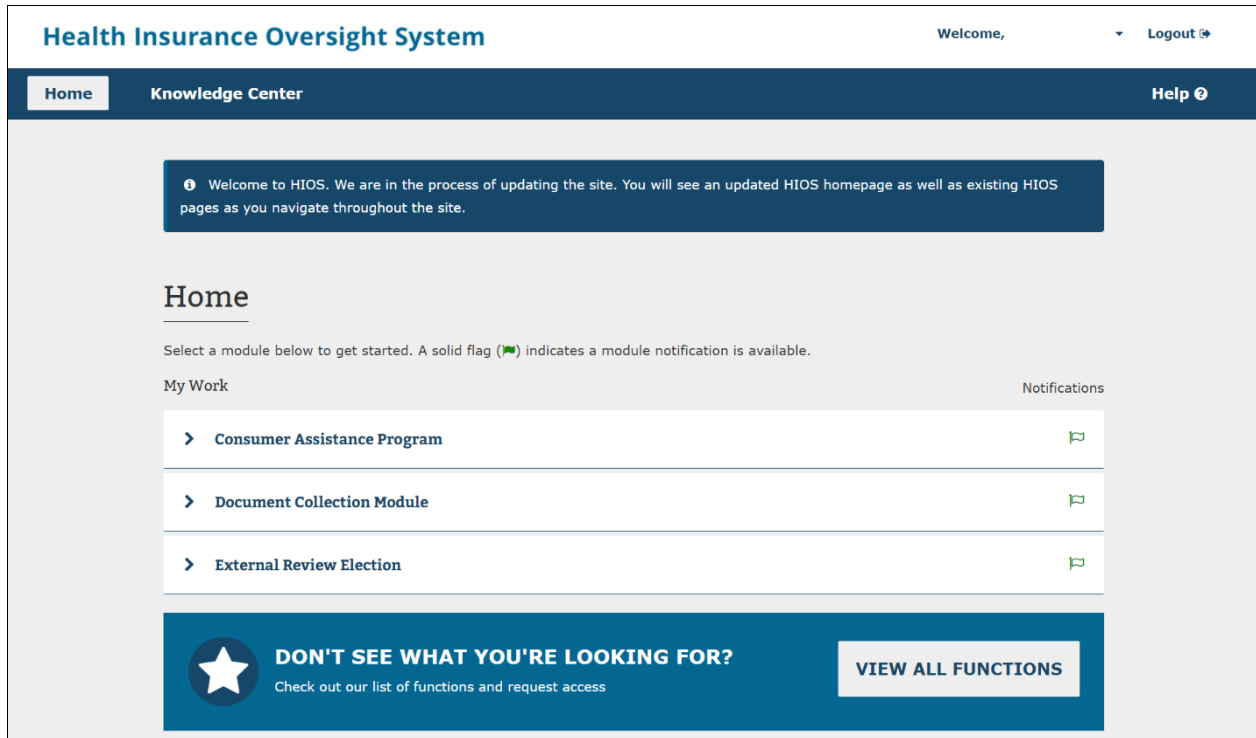 Health Insurance Oversight System
Welcome,
Logout
Home
Knowledge Center
Help
Welcome to HIOS. We are in the process of updating the site. You will see an updated HIOS homepage as well as existing HIOS
pages as you navigate throughout the site.
Home
Select a module below to get started. A solid flag () indicates a module notification is available.
My Work
Notifications
Consumer Assistance Program
Document Collection Module
External Review Election
DON'T SEE WHAT YOU'RE LOOKING FOR?
Check out our list of functions and request access
VIEW ALL FUNCTIONS